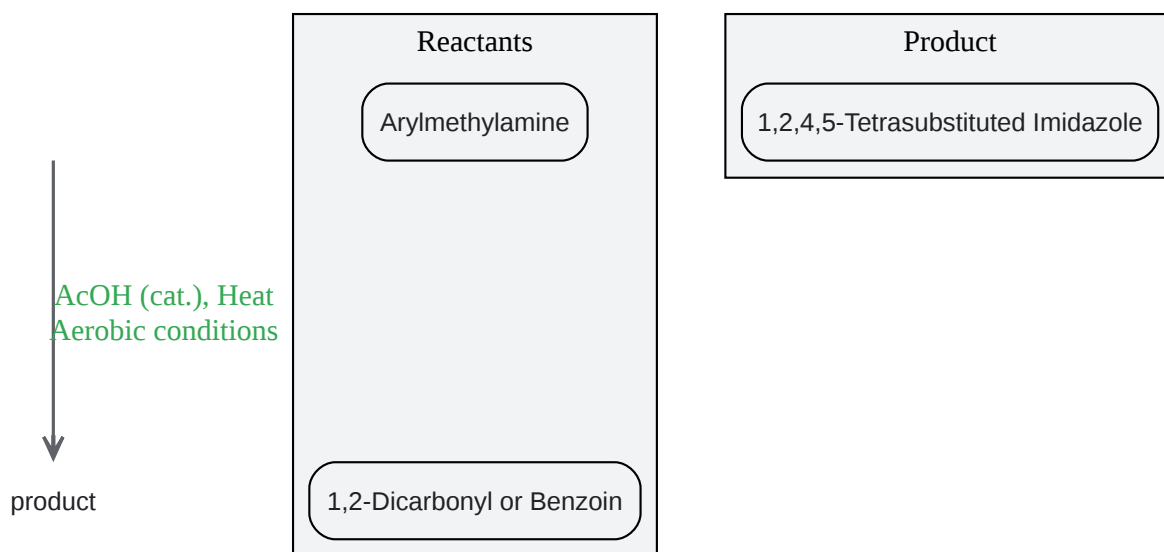 Reactants
Product
Arylmethylamine
1,2,4,5-Tetrasubstituted Imidazole
AcOH (cat.), Heat
Aerobic conditions
product
1,2-Dicarbonyl or Benzoin